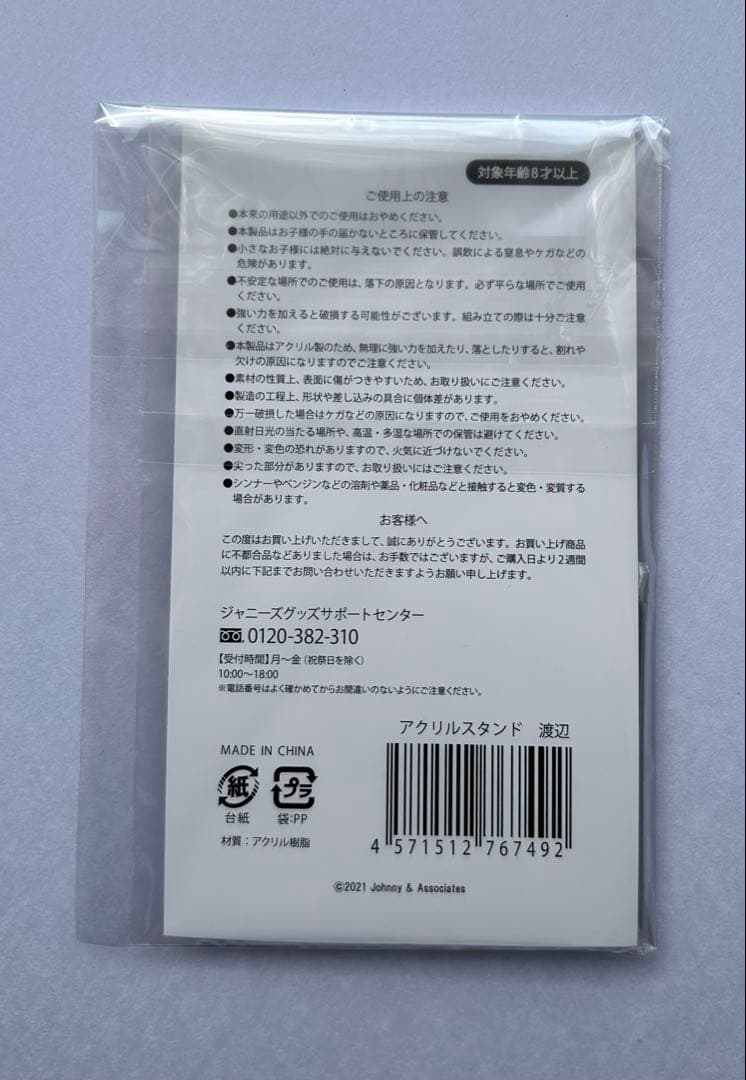 対象年齢8才以上
ご使用上の注意
●本来の用途以外でのご使用はおやめください。
●本製品はお子様の手の届かないところに保管してください。
●小さなお子様には絶対に与えないでください。誤飲による窒息やケガなどの
危険があります。
●不安定な場所でのご使用は、落下の原因となります。必ず平らな場所でご使用
ください。
●強い力を加えると破損する可能性がございます。組み立ての際は十分ご注意
ください。
●本製品はアクリル製のため、無理に強い力を加えたり、落としたりすると、割れや
欠けの原因になりますのでご注意ください。
●素材の性質上、表面に傷がつきやすいため、お取り扱いにご注意ください。
●製造の工程上、形状や差し込みの具合に個体差があります。
●万一破損した場合はケガなどの原因になりますので、ご使用をおやめください。
●直射日光の当たる場所や、高温・多湿な場所での保管は避けてください。
●変形・変色の恐れがありますので、火気に近づけないでください。
●尖った部分がありますので、お取り扱いにはご注意ください。
●シンナーやベンジンなどの溶剤や薬品・化粧品などと接触すると変色・変質する
場合があります。
お客様へ
この度はお買い上げいただきまして、誠にありがとうございます。お買い上げ商品
に不都合品などありました場合は、お手数ではございますが、ご購入日より2週間
以内に下記までお問い合わせいただきますようお願い申し上げます。
ジャニーズグッズサポートセンター
0120-382-310
【受付時間】月〜金(祝祭日を除く)
10:00〜18:00
※電話番号はよく確かめてからお間違いのないようにご注意ください。
アクリルスタンド 渡辺
MADE IN CHINA
紙 プラ
台紙 袋:PP
材質:アクリル樹脂
4 571512 767492
©2021 Johnny & Associates